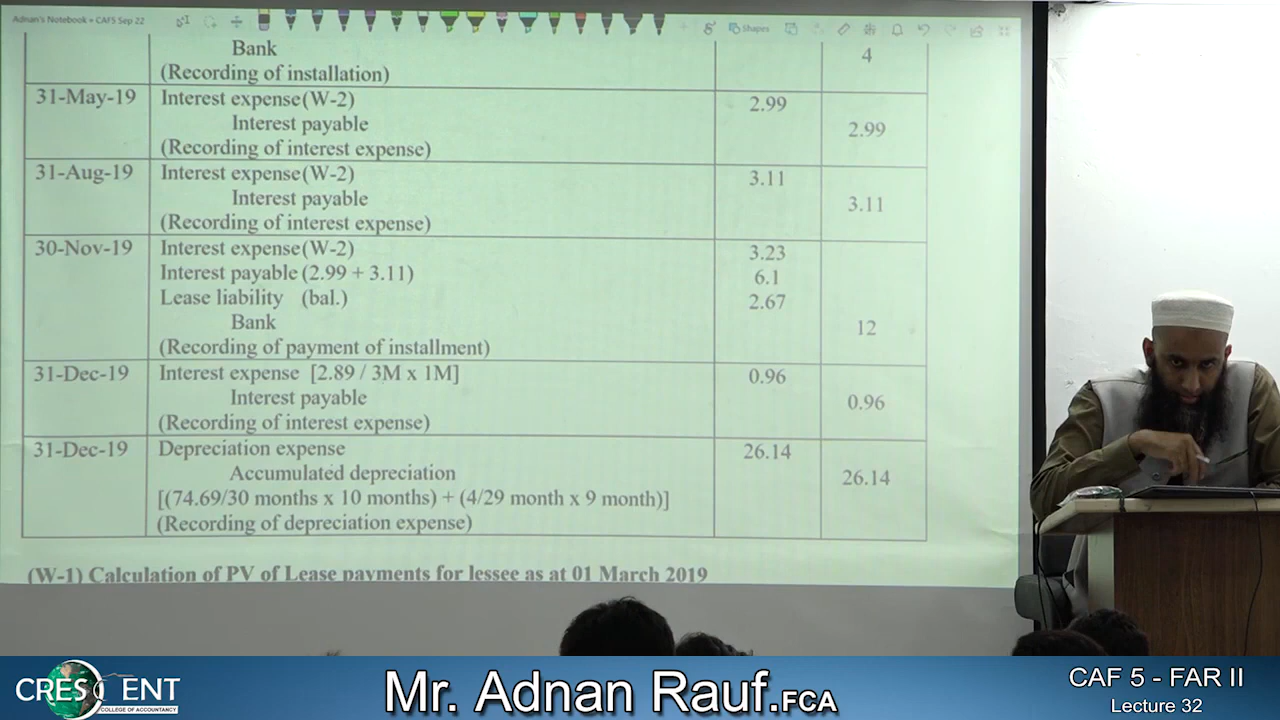 Adnan's Notebook » CAF5 Sep 22
Shapes
Bank 4
(Recording of installation)
31-May-19 Interest expense(W-2) 2.99
Interest payable 2.99
(Recording of interest expense)
31-Aug-19 Interest expense(W-2) 3.11
Interest payable 3.11
(Recording of interest expense)
30-Nov-19 Interest expense(W-2) 3.23
Interest payable (2.99 + 3.11) 6.1
Lease liability (bal.) 2.67
Bank 12
(Recording of payment of installment)
31-Dec-19 Interest expense [2.89 / 3M x 1M] 0.96
Interest payable 0.96
(Recording of interest expense)
31-Dec-19 Depreciation expense 26.14
Accumulated depreciation 26.14
[(74.69/30 months x 10 months) + (4/29 month x 9 month)]
(Recording of depreciation expense)
(W-1) Calculation of PV of Lease payments for lessee as at 01 March 2019
CRESCENT
COLLEGE OF ACCOUNTANCY
Mr. Adnan Rauf.FCA
CAF 5 - FAR II
Lecture 32